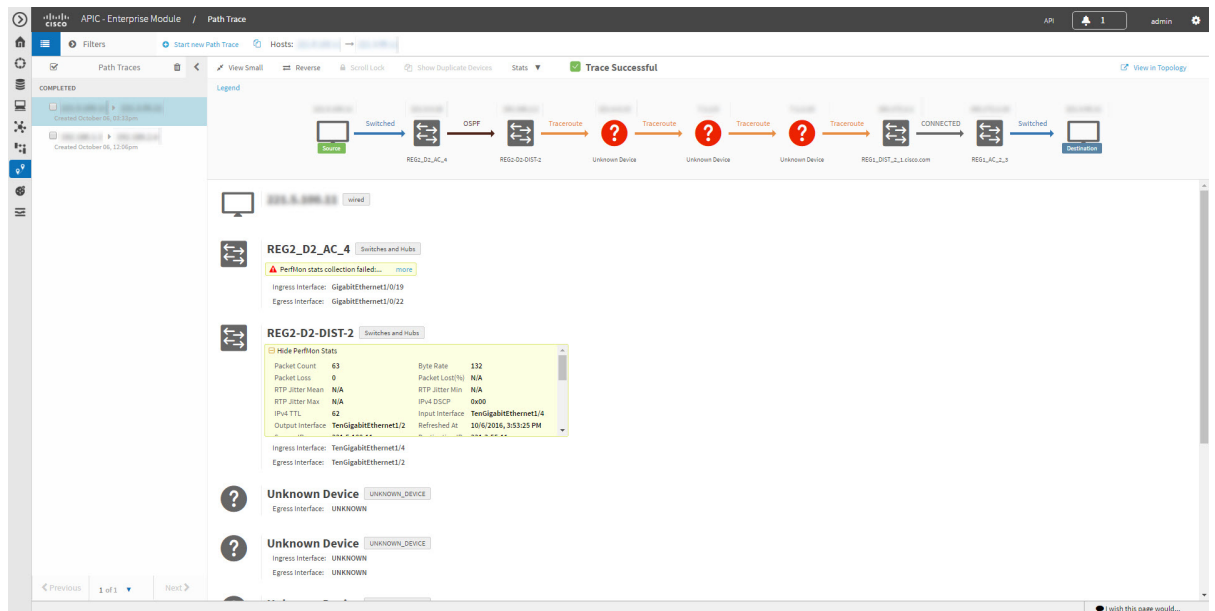 cisco APIC - Enterprise Module / Path Trace API 1 admin
Filters Start new Path Trace Hosts: →
Path Traces View Small Reverse Scroll Lock Show Duplicate Devices Stats ▼ Trace Successful View in Topology
COMPLETED Legend
Created October 06, 03:53pm
Created October 06, 12:06pm
Switched OSPF Traceroute Traceroute Traceroute Traceroute CONNECTED Switched
Source Destination
REG2_D2_AC_4 REG2-D2-DIST-2 Unknown Device Unknown Device Unknown Device REG1_DIST_2_1.cisco.com REG1_AC_2_3
wired
REG2_D2_AC_4 Switches and Hubs
PerfMon stats collection failed:... more
Ingress Interface: GigabitEthernet1/0/19
Egress Interface: GigabitEthernet1/0/22
REG2-D2-DIST-2 Switches and Hubs
Hide PerfMon Stats
Packet Count 63 Byte Rate 132
Packet Loss 0 Packet Lost(%) N/A
RTP Jitter Mean N/A RTP Jitter Min N/A
RTP Jitter Max N/A IPv4 DSCP 0x00
IPv4 TTL 62 Input Interface TenGigabitEthernet1/4
Output Interface TenGigabitEthernet1/2 Refreshed At 10/6/2016, 3:53:25 PM
Ingress Interface: TenGigabitEthernet1/4
Egress Interface: TenGigabitEthernet1/2
Unknown Device UNKNOWN_DEVICE
Egress Interface: UNKNOWN
Unknown Device UNKNOWN_DEVICE
Ingress Interface: UNKNOWN
Egress Interface: UNKNOWN
Previous 1 of 1 ▼ Next
I wish this page would...